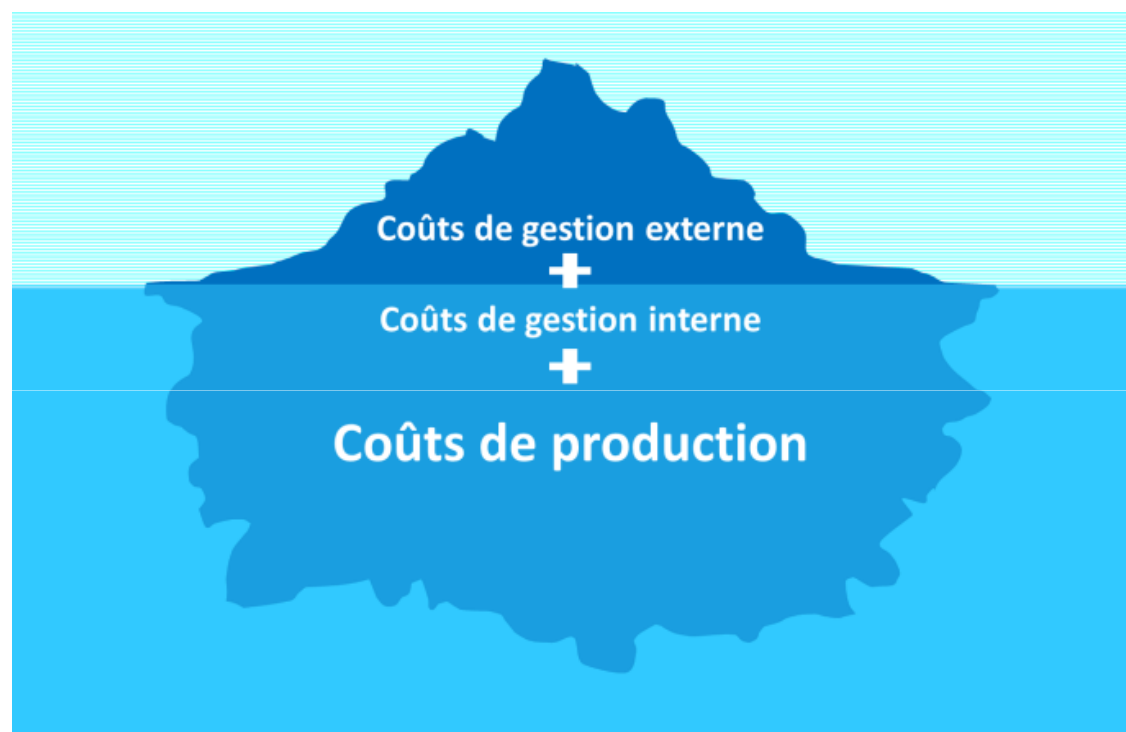 Coûts de gestion externe
+
Coûts de gestion interne
+
Coûts de production